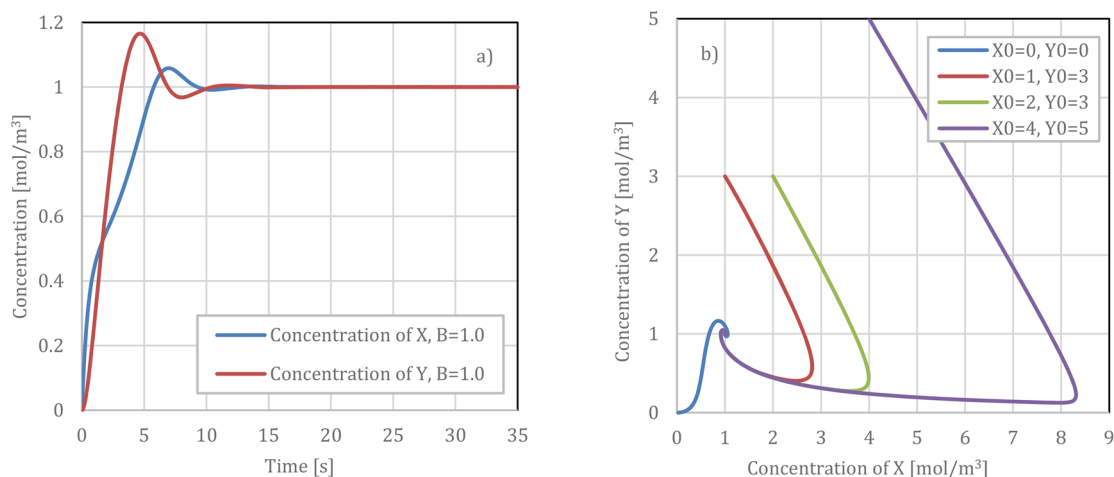 1.2
1
0.8
0.6
0.4
0.2
0
0 5 10 15 20 25 30 35
Concentration [mol/m³]
Time [s]
a)
Concentration of X, B=1.0
Concentration of Y, B=1.0
5
4
3
2
1
0
0 1 2 3 4 5 6 7 8 9
Concentration of Y [mol/m³]
Concentration of X [mol/m³]
b)
X0=0, Y0=0
X0=1, Y0=3
X0=2, Y0=3
X0=4, Y0=5